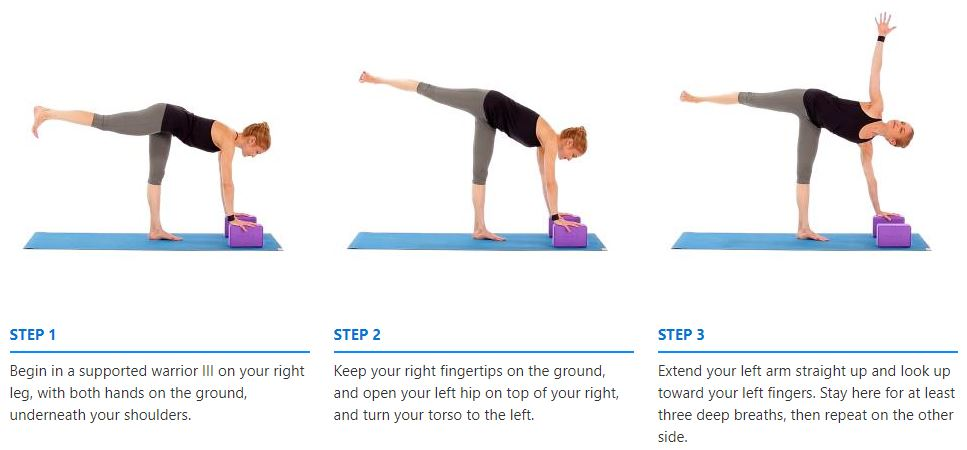 STEP 1
Begin in a supported warrior III on your right
leg, with both hands on the ground,
underneath your shoulders.
STEP 2
Keep your right fingertips on the ground,
and open your left hip on top of your right,
and turn your torso to the left.
STEP 3
Extend your left arm straight up and look up
toward your left fingers. Stay here for at least
three deep breaths, then repeat on the other
side.